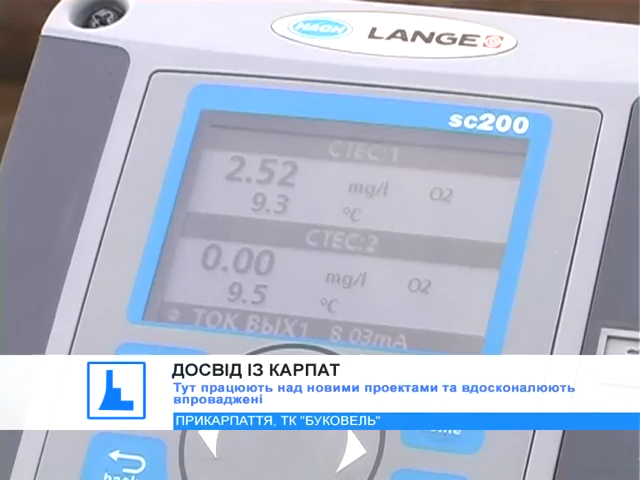 HACH LANGE
sc200
СТЕС:1
2.52 mg/l O2
9.3 °C
СТЕС:2
0.00 mg/l O2
9.5 °C
ТОК ВЫХ1 8.03mA
ДОСВІД ІЗ КАРПАТ
Тут працюють над новими проектами та вдосконалюють
впроваджені
ПРИКАРПАТТЯ, ТК "БУКОВЕЛЬ"
back